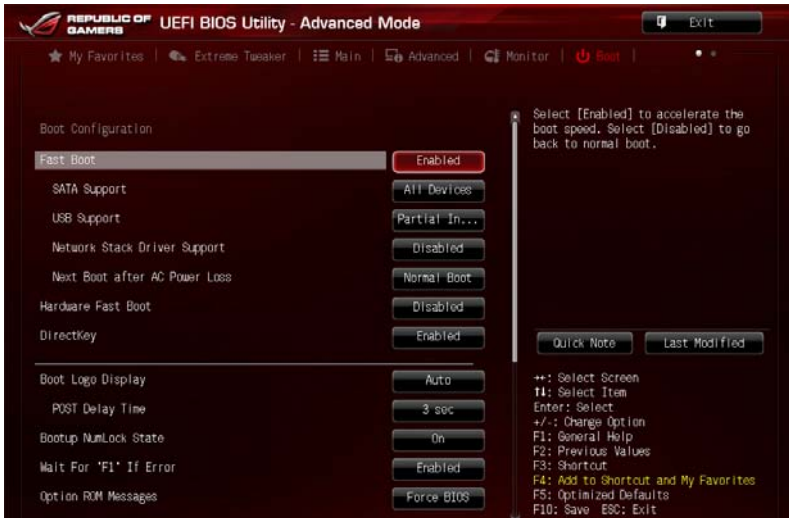 REPUBLIC OF GAMERS
UEFI BIOS Utility - Advanced Mode
Exit
My Favorites | Extreme Tweaker | Main | Advanced | Monitor | Boot |
Boot Configuration
Fast Boot Enabled
SATA Support All Devices
USB Support Partial In...
Network Stack Driver Support Disabled
Next Boot after AC Power Loss Normal Boot
Hardware Fast Boot Disabled
DirectKey Enabled
Boot Logo Display Auto
POST Delay Time 3 sec
Bootup NumLock State On
Wait For 'F1' If Error Enabled
Option ROM Messages Force BIOS
Select [Enabled] to accelerate the
boot speed. Select [Disabled] to go
back to normal boot.
Quick Note Last Modified
→←: Select Screen
↑↓: Select Item
Enter: Select
+/-: Change Option
F1: General Help
F2: Previous Values
F3: Shortcut
F4: Add to Shortcut and My Favorites
F5: Optimized Defaults
F10: Save ESC: Exit